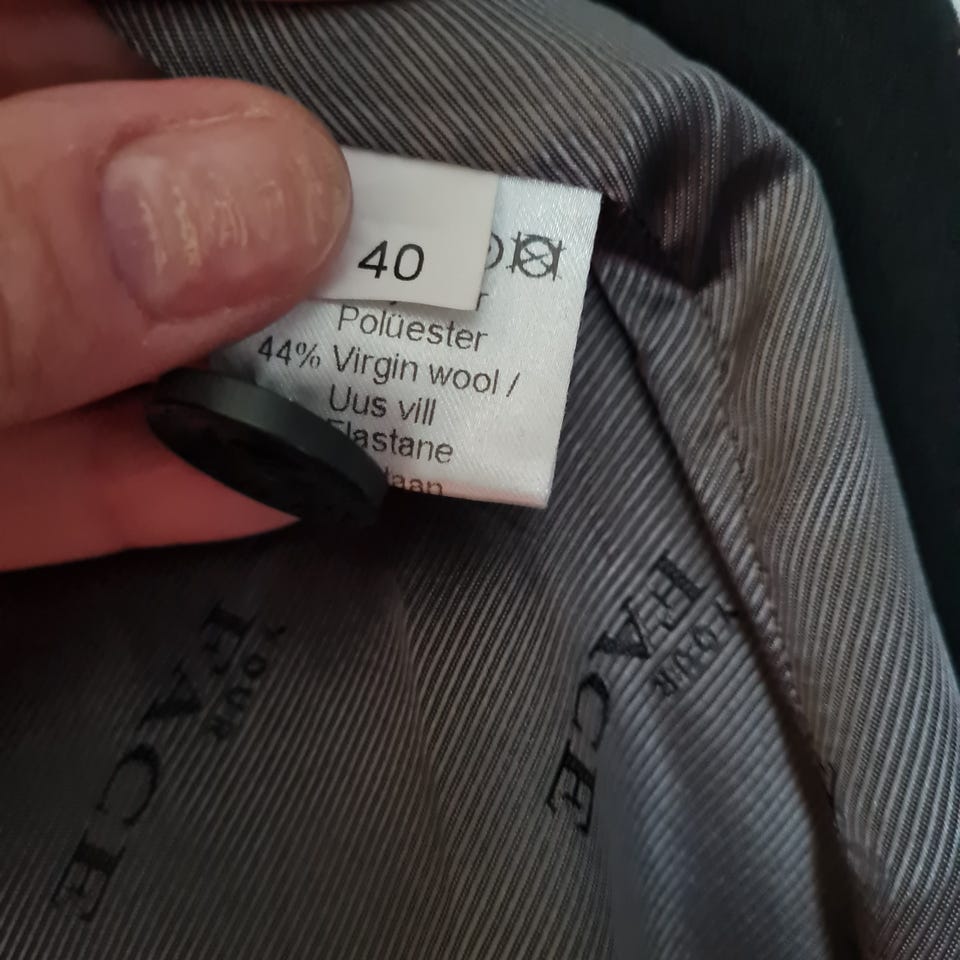 40
Polüester
44% Virgin wool /
Uus vill
Elastane
YOUR
FACE
YOUR
FACE